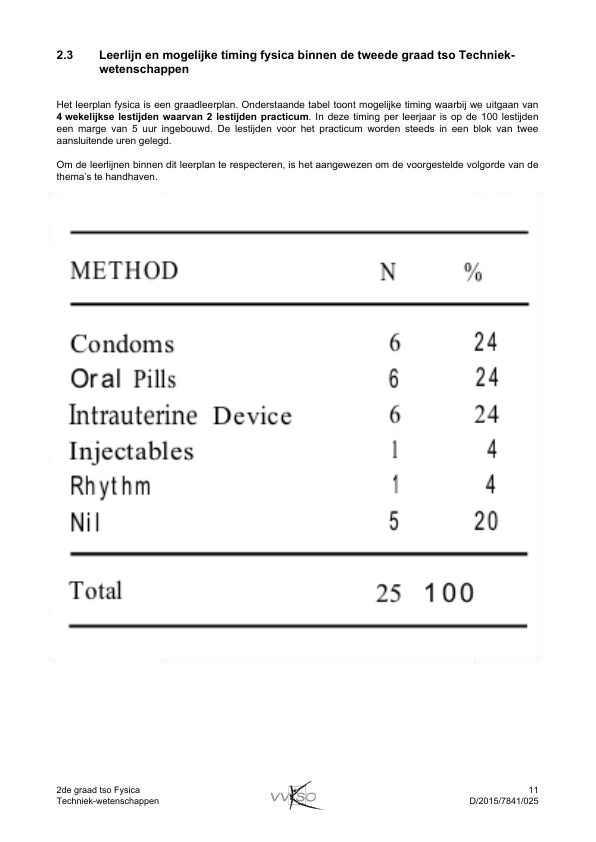 2.3 Leerlijn en mogelijke timing fysica binnen de tweede graad tso Techniek-
wetenschappen
Het leerplan fysica is een graadleerplan. Onderstaande tabel toont mogelijke timing waarbij we uitgaan van
4 wekelijkse lestijden waarvan 2 lestijden practicum. In deze timing per leerjaar is op de 100 lestijden
een marge van 5 uur ingebouwd. De lestijden voor het practicum worden steeds in een blok van twee
aansluitende uren gelegd.
Om de leerlijnen binnen dit leerplan te respecteren, is het aangewezen om de voorgestelde volgorde van de
thema's te handhaven.
METHOD N %
Condoms 6 24
Oral Pills 6 24
Intrauterine Device 6 24
Injectables 1 4
Rhythm 1 4
Nil 5 20
Total 25 100
2de graad tso Fysica 11
Techniek-wetenschappen D/2015/7841/025
vvkso